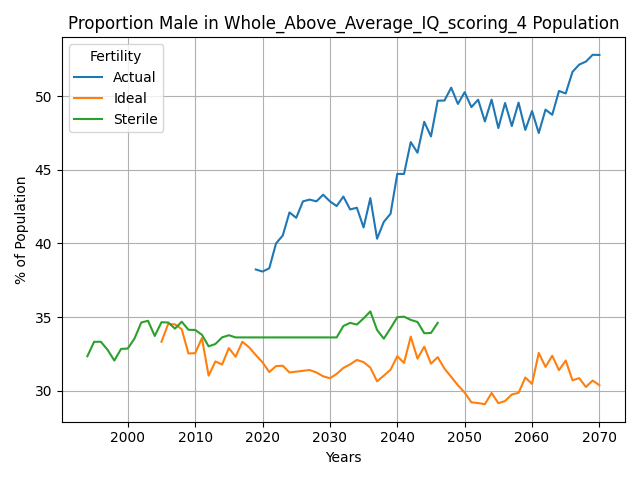 Proportion Male in Whole_Above_Average_IQ_scoring_4 Population
Fertility
Actual
Ideal
Sterile
% of Population
50
45
40
35
30
2000
2010
2020
2030
2040
2050
2060
2070
Years